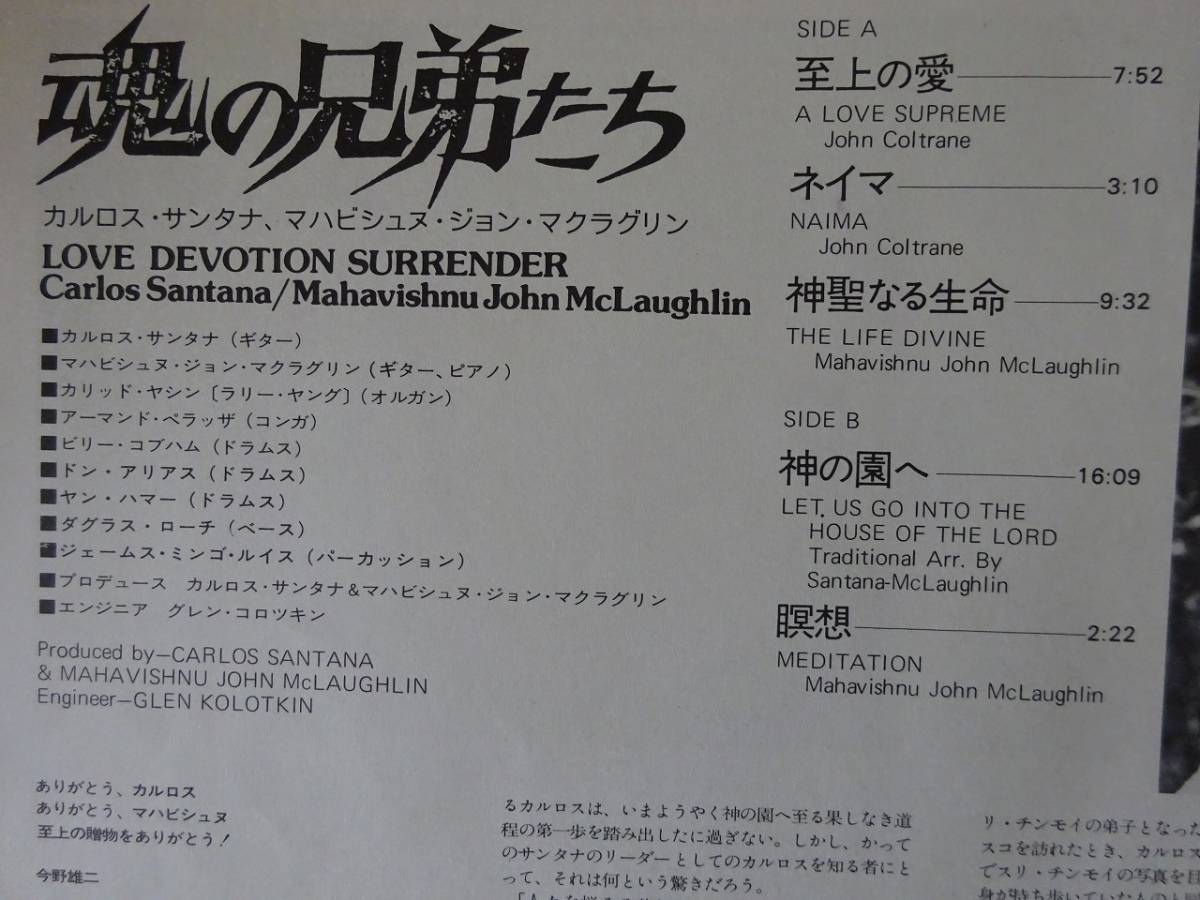 魂の兄弟たち
カルロス・サンタナ、マハビシュヌ・ジョン・マクラグリン
LOVE DEVOTION SURRENDER
Carlos Santana/Mahavishnu John McLaughlin
■カルロス・サンタナ（ギター）
■マハビシュヌ・ジョン・マクラグリン（ギター、ピアノ）
■カリッド・ヤシン〔ラリー・ヤング〕（オルガン）
■アーマンド・ペラッザ（コンガ）
■ビリー・コブハム（ドラムス）
■ドン・アリアス（ドラムス）
■ヤン・ハマー（ドラムス）
■ダグラス・ローチ（ベース）
■ジェームス・ミンゴ・ルイス（パーカッション）
■プロデュース　カルロス・サンタナ＆マハビシュヌ・ジョン・マクラグリン
■エンジニア　グレン・コロツキン
Produced by—CARLOS SANTANA
& MAHAVISHNU JOHN McLAUGHLIN
Engineer—GLEN KOLOTKIN
SIDE A
至上の愛 7:52
A LOVE SUPREME
John Coltrane
ネイマ 3:10
NAIMA
John Coltrane
神聖なる生命 9:32
THE LIFE DIVINE
Mahavishnu John McLaughlin
SIDE B
神の園へ 16:09
LET, US GO INTO THE
HOUSE OF THE LORD
Traditional Arr. By
Santana-McLaughlin
瞑想 2:22
MEDITATION
Mahavishnu John McLaughlin
ありがとう、カルロス
ありがとう、マハビシュヌ
至上の贈物をありがとう！
今野雄二
るカルロスは、いまようやく神の園へ至る果しなき道
程の第一歩を踏み出したに過ぎない。しかし、かって
のサンタナのリーダーとしてのカルロスを知る者にと
って、それは何という驚きだろう。
リ・チンモイの弟子となった
スコを訪れたとき、カルロス
でスリ・チンモイの写真を目
身が持ち歩いていたものと同